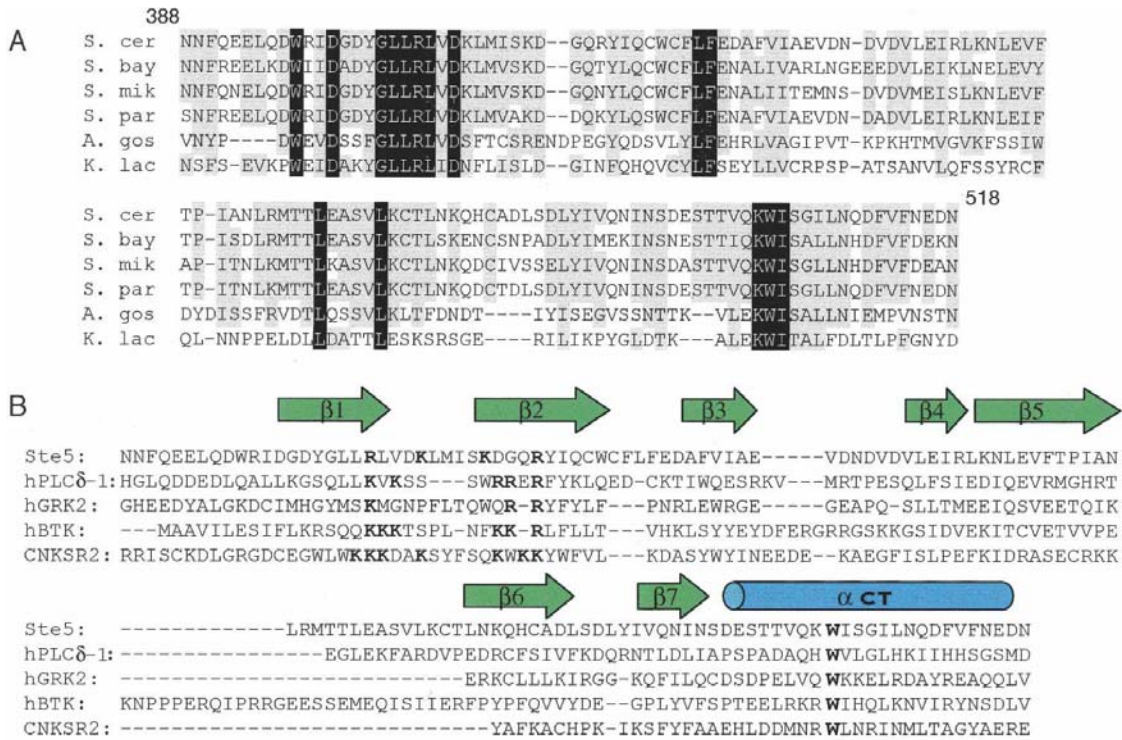 388
A
S. cer NNFQEELQDWRIDGDYGLLRLVDKLMISKD--GQRYIQCWCFLFEDAFVIAEVDN-DVDVLEIRLKNLEVF
S. bay NNFREELKDWIIDADYGLLRLVDKLMVSKD--GQTYLQCWCFLFENALIVARLNGEEEDVLEIKLNELEVY
S. mik NNFQNELQDWRIDGDYGLLRLVDKLMVSKD--GQNYLQCWCFLFENALIITEMNS-DVDVMEISLKNLEVF
S. par SNFREELQDWRIDGDYGLLRLVDKLMVAKD--DQKYLQSWCFLFENAFVIAEVDN-DADVLEIRLKNLEIF
A. gos VNYP----DWEVDSSFGLLRLVDSFTCSRENDPEGYQDSVLYLFEHRLVAGIPVT-KPKHTMVGVKFSSIW
K. lac NSFS-EVKPWEIDAKYGLLRLIDNFLISLD--GINFQHQVCYLFSEYLLVCRPSP-ATSANVLQFSSYRCF
518
S. cer TP-IANLRMTTLEASVLKCTLNKQHCADLSDLYIVQNINSDESTTVQKWISGILNQDFVFNEDN
S. bay TP-ISDLRMTTLEASVLKCTLSKENCSNPADLYIMEKINSNESTTIQKWISALLNHDFVFDEKN
S. mik AP-ITNLKMTTLKASVLKCTLNKQDCIVSSELYIVQNINSDASTTVQKWISGLLNHDFVFDEAN
S. par TP-ITNLKMTTLEASVLKCTLNKQDCTDLSDLYIVQNINSDESTTVQKWISGLLNQDFVFNEDN
A. gos DYDISSFRVDTLQSSVLKLTFDNDT----IYISEGVSSNTTK--VLEKWISALLNIEMPVNSTN
K. lac QL-NNPPELDLLDATTLESKSRSGE----RILIKPYGLDTK---ALEKWITALFDLTLPFGNYD
B
β1 β2 β3 β4 β5
Ste5: NNFQEELQDWRIDGDYGLLRLVDKLMISKDGQRYIQCWCFLFEDAFVIAE-----VDNDVDVLEIRLKNLEVFTPIAN
hPLCδ-1: HGLQDDEDLQALLKGSQLLKVKSS---SWRRERFYKLQED-CKTIWQESRKV---MRTPESQLFSIEDIQEVRMGHRT
hGRK2: GHEEDYALGKDCIMHGYMSKMGNPFLTQWQR-RYFYLF---PNRLEWRGE-----GEAPQ-SLLTMEEIQSVEETQIK
hBTK: ---MAAVILESIFLKRSQQKKKTSPL-NFKK-RLFLLT---VHKLSYYEYDFERGRRGSKKGSIDVEKITCVETVVPE
CNKSR2: RRISCKDLGRGDCEGWLWKKKDAKSYFSQKWKKYWFVL---KDASYWYINEEDE--KAEGFISLPEFKIDRASECRKK
β6 β7 α CT
Ste5: ---------------LRMTTLEASVLKCTLNKQHCADLSDLYIVQNINSDESTTVQKWISGILNQDFVFNEDN
hPLCδ-1: ------------------EGLEKFARDVPEDRCFSIVFKDQRNTLDLIAPSPADAQHWVLGLHKIIHHSGSMD
hGRK2: -------------------------------ERKCLLLKIRGG-KQFILQCDSDPELVQWKKELRDAYREAQQLV
hBTK: KNPPPERQIPRRGEESSEMEQISIIERFPYPFQVVYDE---GPLYVFSPTEELRKRWIHQLKNVIRYNSDLV
CNKSR2: ---------------------------------YAFKACHPK-IKSFYFAAEHLDDMNRWLNRINMLTAGYAERE